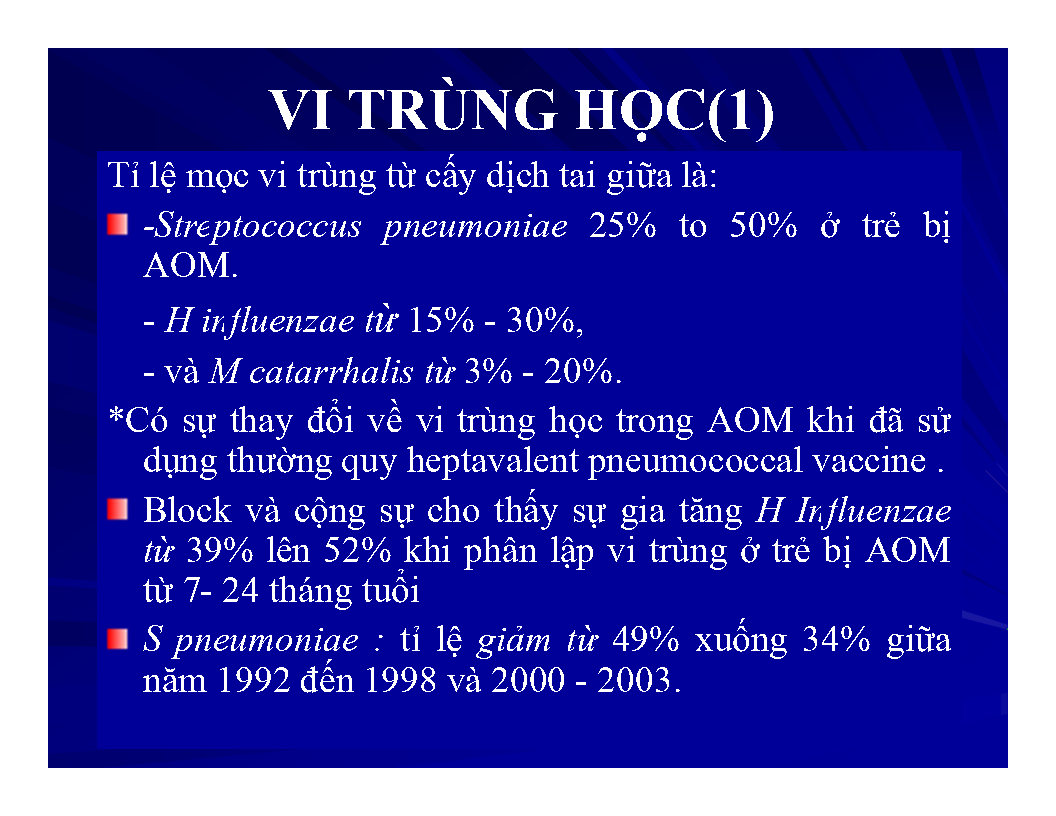 VI TRÙNG HỌC(1)
Tỉ lệ mọc vi trùng từ cấy dịch tai giữa là:
-Streptococcus pneumoniae 25% to 50% ở trẻ bị
AOM.
- H influenzae từ 15% - 30%,
- và M catarrhalis từ 3% - 20%.
*Có sự thay đổi về vi trùng học trong AOM khi đã sử
dụng thường quy heptavalent pneumococcal vaccine .
Block và cộng sự cho thấy sự gia tăng H Influenzae
từ 39% lên 52% khi phân lập vi trùng ở trẻ bị AOM
từ 7- 24 tháng tuổi
S pneumoniae : tỉ lệ giảm từ 49% xuống 34% giữa
năm 1992 đến 1998 và 2000 - 2003.